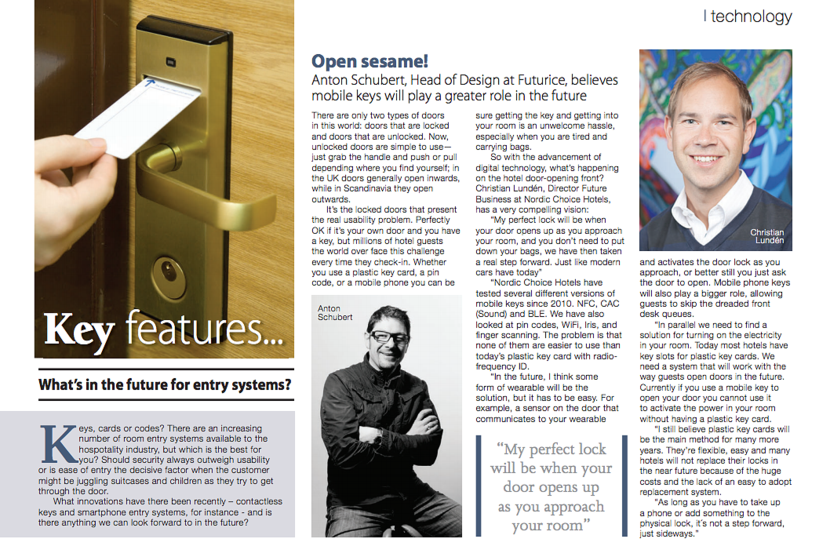 technology
Key features...
What's in the future for entry systems?
Keys, cards or codes? There are an increasing
number of room entry systems available to the
hospotality industry, but which is the best for
you? Should security always outweigh usability
or is ease of entry the decisive factor when the customer
might be juggling suitcases and children as they try to get
through the door.
What innovations have there been recently – contactless
keys and smartphone entry systems, for instance - and is
there anything we can look forward to in the future?
Open sesame!
Anton Schubert, Head of Design at Futurice, believes
mobile keys will play a greater role in the future
There are only two types of doors
in this world: doors that are locked
and doors that are unlocked. Now,
unlocked doors are simple to use—
just grab the handle and push or pull
depending where you find yourself; in
the UK doors generally open inwards,
while in Scandinavia they open
outwards.
It's the locked doors that present
the real usability problem. Perfectly
OK if it's your own door and you have
a key, but millions of hotel guests
the world over face this challenge
every time they check-in. Whether
you use a plastic key card, a pin
code, or a mobile phone you can be
Anton
Schubert
sure getting the key and getting into
your room is an unwelcome hassle,
especially when you are tired and
carrying bags.
So with the advancement of
digital technology, what's happening
on the hotel door-opening front?
Christian Lundén, Director Future
Business at Nordic Choice Hotels,
has a very compelling vision:
"My perfect lock will be when
your door opens up as you approach
your room, and you don't need to put
down your bags, we have then taken
a real step forward. Just like modern
cars have today"
"Nordic Choice Hotels have
tested several different versions of
mobile keys since 2010. NFC, CAC
(Sound) and BLE. We have also
looked at pin codes, WiFi, Iris, and
finger scanning. The problem is that
none of them are easier to use than
today's plastic key card with radio-
frequency ID.
"In the future, I think some
form of wearable will be the
solution, but it has to be easy. For
example, a sensor on the door that
communicates to your wearable
"My perfect lock
will be when your
door opens up
as you approach
your room"
Christian
Lundén
and activates the door lock as you
approach, or better still you just ask
the door to open. Mobile phone keys
will also play a bigger role, allowing
guests to skip the dreaded front
desk queues.
"In parallel we need to find a
solution for turning on the electricity
in your room. Today most hotels have
key slots for plastic key cards. We
need a system that will work with the
way guests open doors in the future.
Currently if you use a mobile key to
open your door you cannot use it
to activate the power in your room
without having a plastic key card.
"I still believe plastic key cards will
be the main method for many more
years. They're flexible, easy and many
hotels will not replace their locks in
the near future because of the huge
costs and the lack of an easy to adopt
replacement system.
"As long as you have to take up
a phone or add something to the
physical lock, it´s not a step forward,
just sideways."